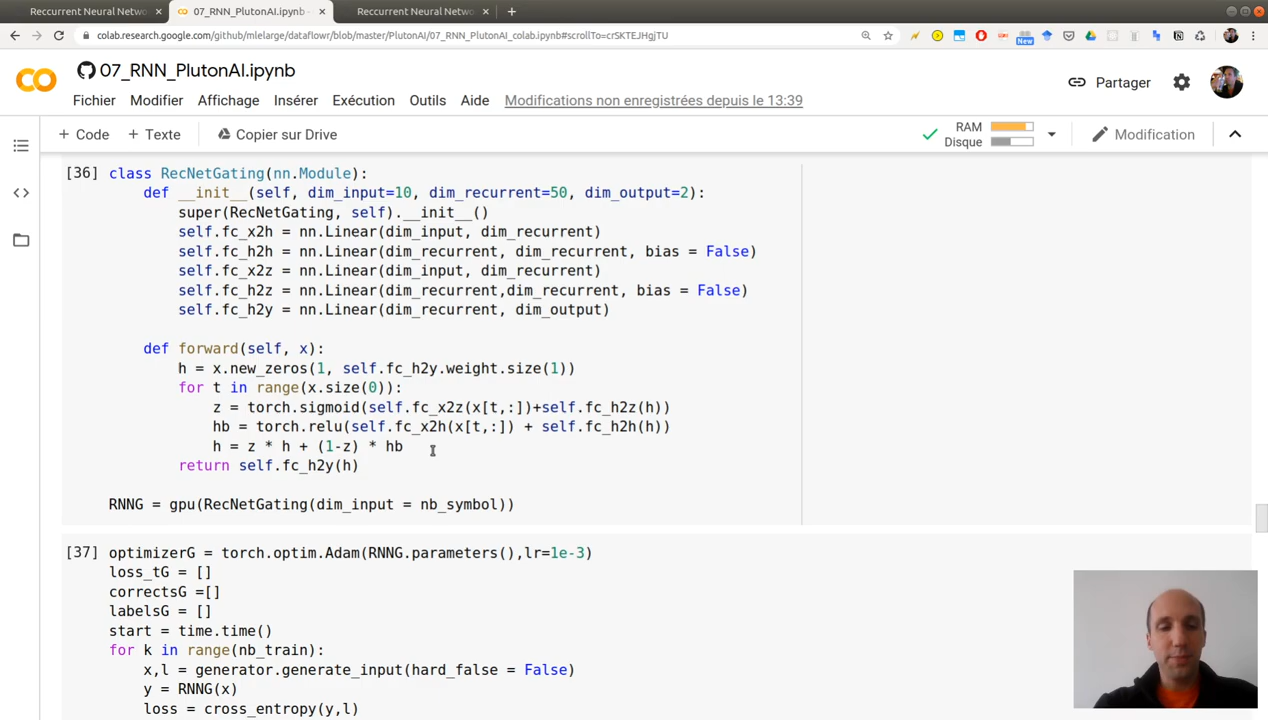 Reccurrent Neural Netwo
07_RNN_PlutonAI.ipynb -
Reccurrent Neural Netwo
colab.research.google.com/github/mlelarge/dataflowr/blob/master/PlutonAI/07_RNN_PlutonAI_colab.ipynb#scrollTo=crSKTEJHgjTU
New
07_RNN_PlutonAI.ipynb
Partager
Fichier Modifier Affichage Insérer Exécution Outils Aide Modifications non enregistrées depuis le 13:39
+ Code + Texte Copier sur Drive
RAM
Disque
Modification
[36] class RecNetGating(nn.Module):
def __init__(self, dim_input=10, dim_recurrent=50, dim_output=2):
super(RecNetGating, self).__init__()
self.fc_x2h = nn.Linear(dim_input, dim_recurrent)
self.fc_h2h = nn.Linear(dim_recurrent, dim_recurrent, bias = False)
self.fc_x2z = nn.Linear(dim_input, dim_recurrent)
self.fc_h2z = nn.Linear(dim_recurrent,dim_recurrent, bias = False)
self.fc_h2y = nn.Linear(dim_recurrent, dim_output)
def forward(self, x):
h = x.new_zeros(1, self.fc_h2y.weight.size(1))
for t in range(x.size(0)):
z = torch.sigmoid(self.fc_x2z(x[t,:])+self.fc_h2z(h))
hb = torch.relu(self.fc_x2h(x[t,:]) + self.fc_h2h(h))
h = z * h + (1-z) * hb
return self.fc_h2y(h)
RNNG = gpu(RecNetGating(dim_input = nb_symbol))
[37] optimizerG = torch.optim.Adam(RNNG.parameters(),lr=1e-3)
loss_tG = []
correctsG =[]
labelsG = []
start = time.time()
for k in range(nb_train):
x,l = generator.generate_input(hard_false = False)
y = RNNG(x)
loss = cross_entropy(y,l)